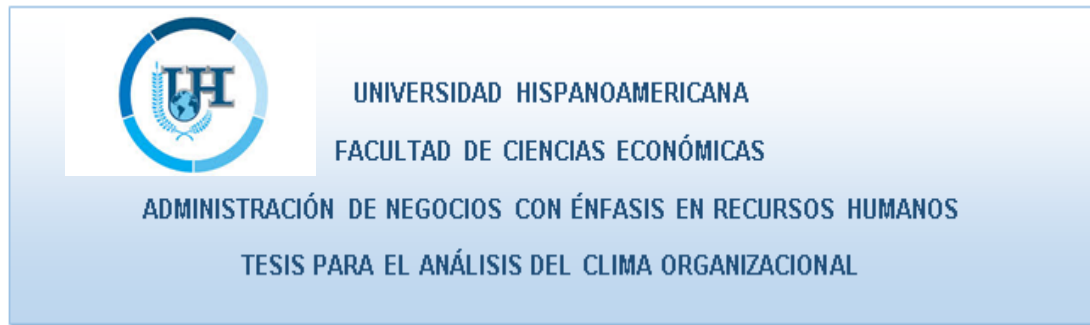 UH
UNIVERSIDAD HISPANOAMERICANA
FACULTAD DE CIENCIAS ECONÓMICAS
ADMINISTRACIÓN DE NEGOCIOS CON ÉNFASIS EN RECURSOS HUMANOS
TESIS PARA EL ANÁLISIS DEL CLIMA ORGANIZACIONAL